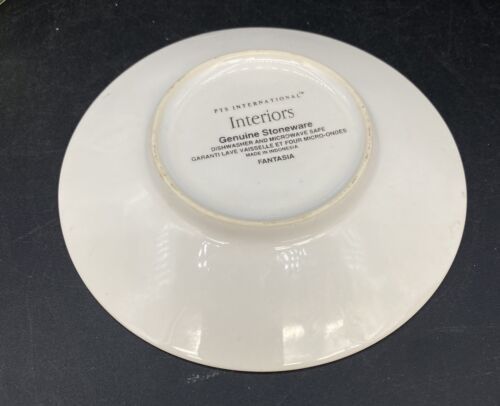 PTS INTERNATIONAL™
Interiors
Genuine Stoneware
DISHWASHER AND MICROWAVE SAFE
GARANTI LAVE VAISSELLE ET FOUR MICRO-ONDES
MADE IN INDONESIA
FANTASIA